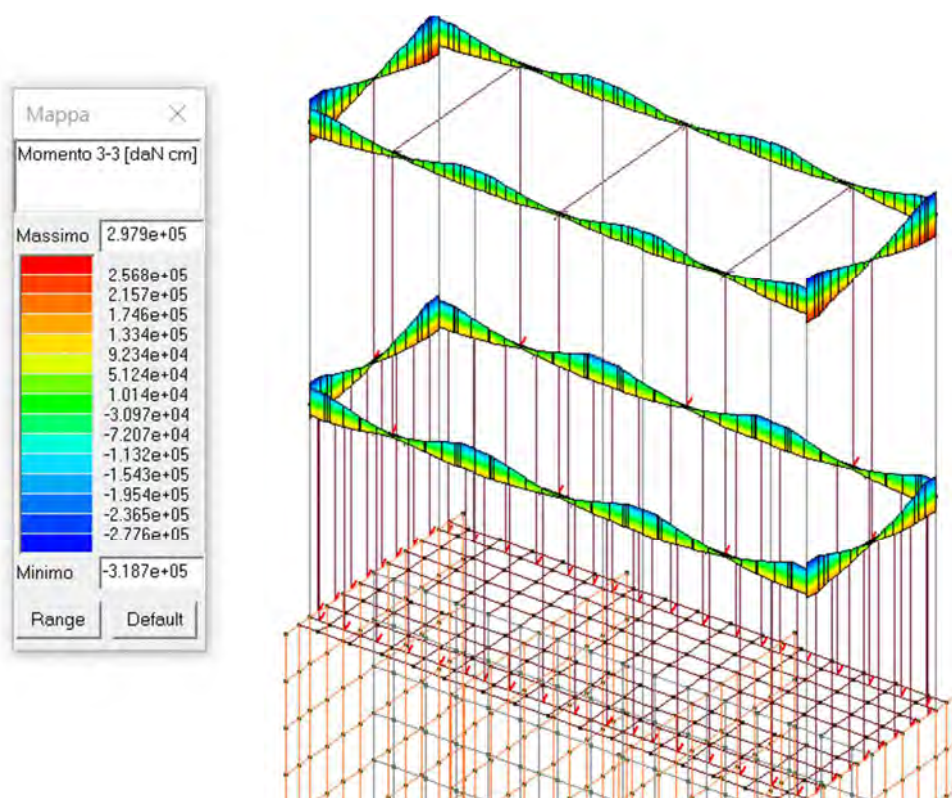 Mappa
Momento 3-3 [daN cm]
Massimo 2.979e+05
2.568e+05
2.157e+05
1.746e+05
1.334e+05
9.234e+04
5.124e+04
1.014e+04
-3.097e+04
-7.207e+04
-1.132e+05
-1.543e+05
-1.954e+05
-2.365e+05
-2.776e+05
Minimo -3.187e+05
Range Default